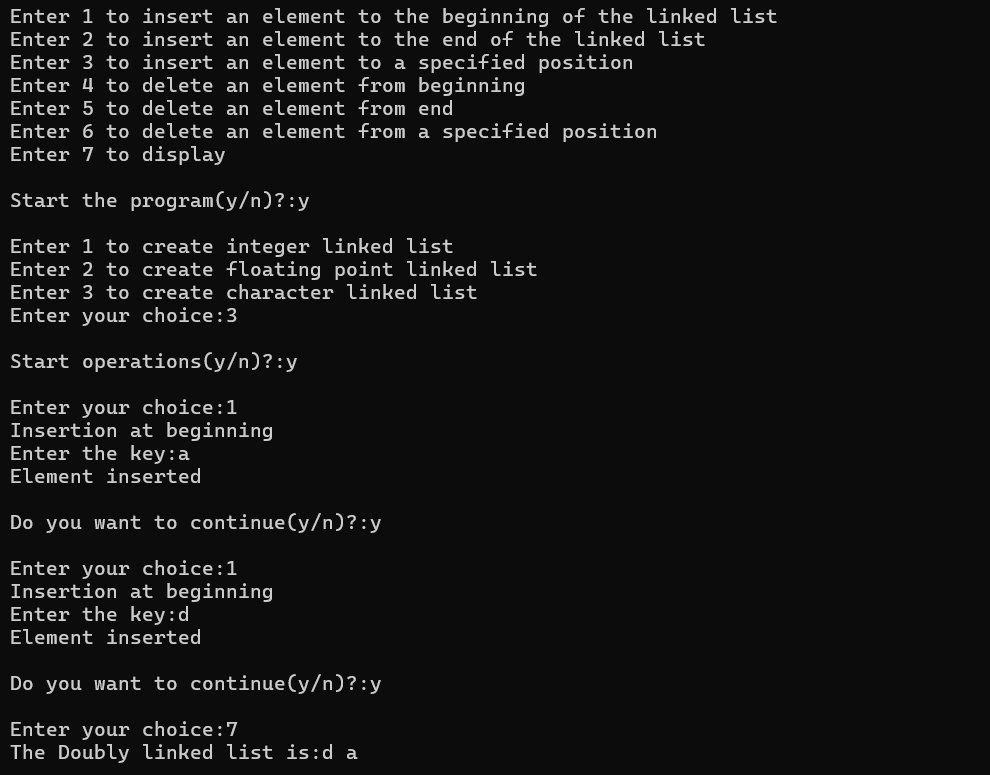 Enter 1 to insert an element to the beginning of the linked list
Enter 2 to insert an element to the end of the linked list
Enter 3 to insert an element to a specified position
Enter 4 to delete an element from beginning
Enter 5 to delete an element from end
Enter 6 to delete an element from a specified position
Enter 7 to display

Start the program(y/n)?:y

Enter 1 to create integer linked list
Enter 2 to create floating point linked list
Enter 3 to create character linked list
Enter your choice:3

Start operations(y/n)?:y

Enter your choice:1
Insertion at beginning
Enter the key:a
Element inserted

Do you want to continue(y/n)?:y

Enter your choice:1
Insertion at beginning
Enter the key:d
Element inserted

Do you want to continue(y/n)?:y

Enter your choice:7
The Doubly linked list is:d a